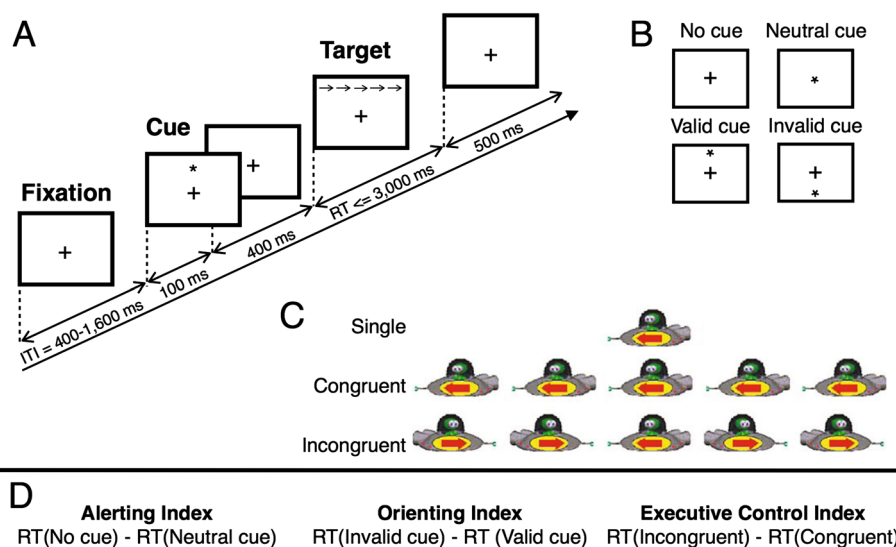 A
Fixation
Cue
Target
ITI = 400-1,600 ms
100 ms
400 ms
RT <= 3,000 ms
500 ms
B
No cue
Neutral cue
Valid cue
Invalid cue
C
Single
Congruent
Incongruent
D
Alerting Index
RT(No cue) - RT(Neutral cue)
Orienting Index
RT(Invalid cue) - RT (Valid cue)
Executive Control Index
RT(Incongruent) - RT(Congruent)